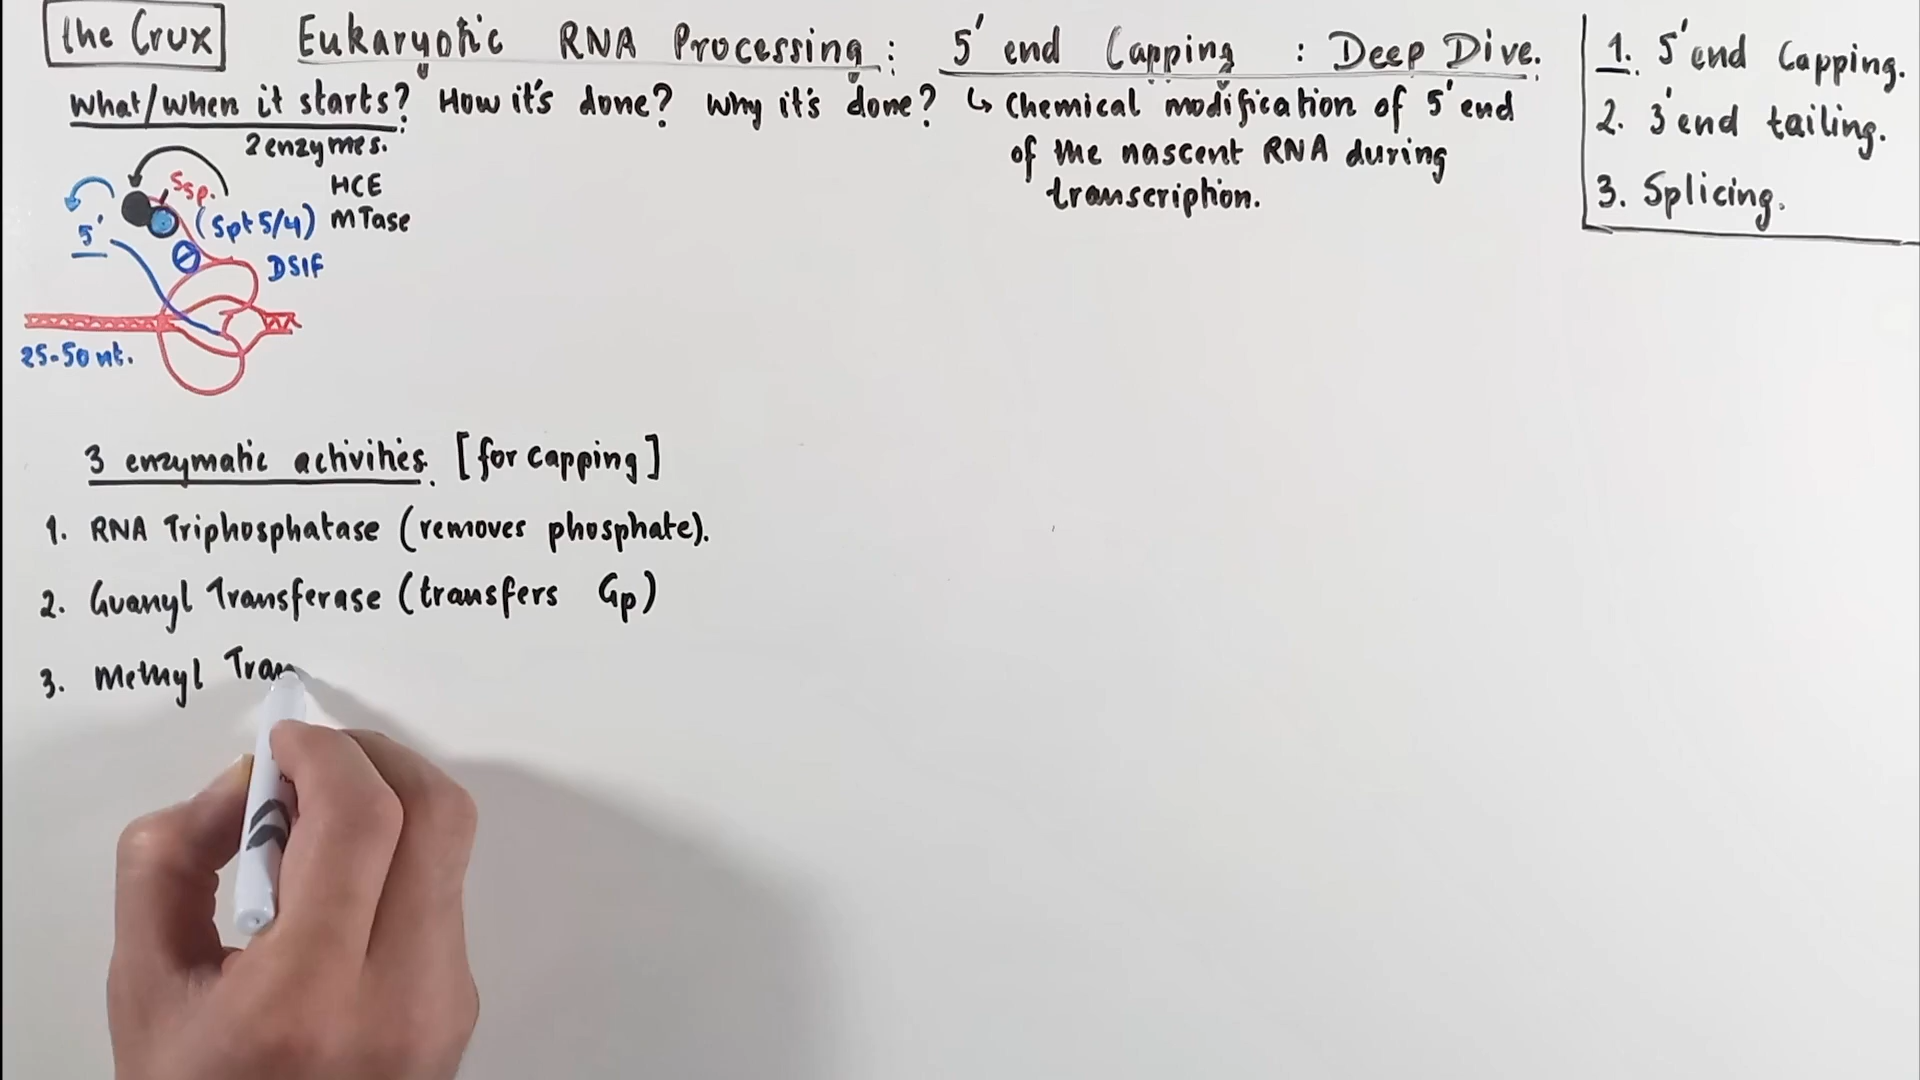 the Crux
Eukaryotic RNA Processing: 5' end Capping : Deep Dive.
What/when it starts? How it's done? Why it's done? ↳ Chemical modification of 5' end
of the nascent RNA during
transcription.
1. 5' end Capping.
2. 3' end tailing.
3. Splicing.
2 enzymes.
HCE
MTase
S5P.
(Spt 5/4)
5'
DSIF
25-50 nt.
3 enzymatic activities. [for capping]
1. RNA Triphosphatase (removes phosphate).
2. Guanyl Transferase (transfers Gp)
3. Methyl Tran